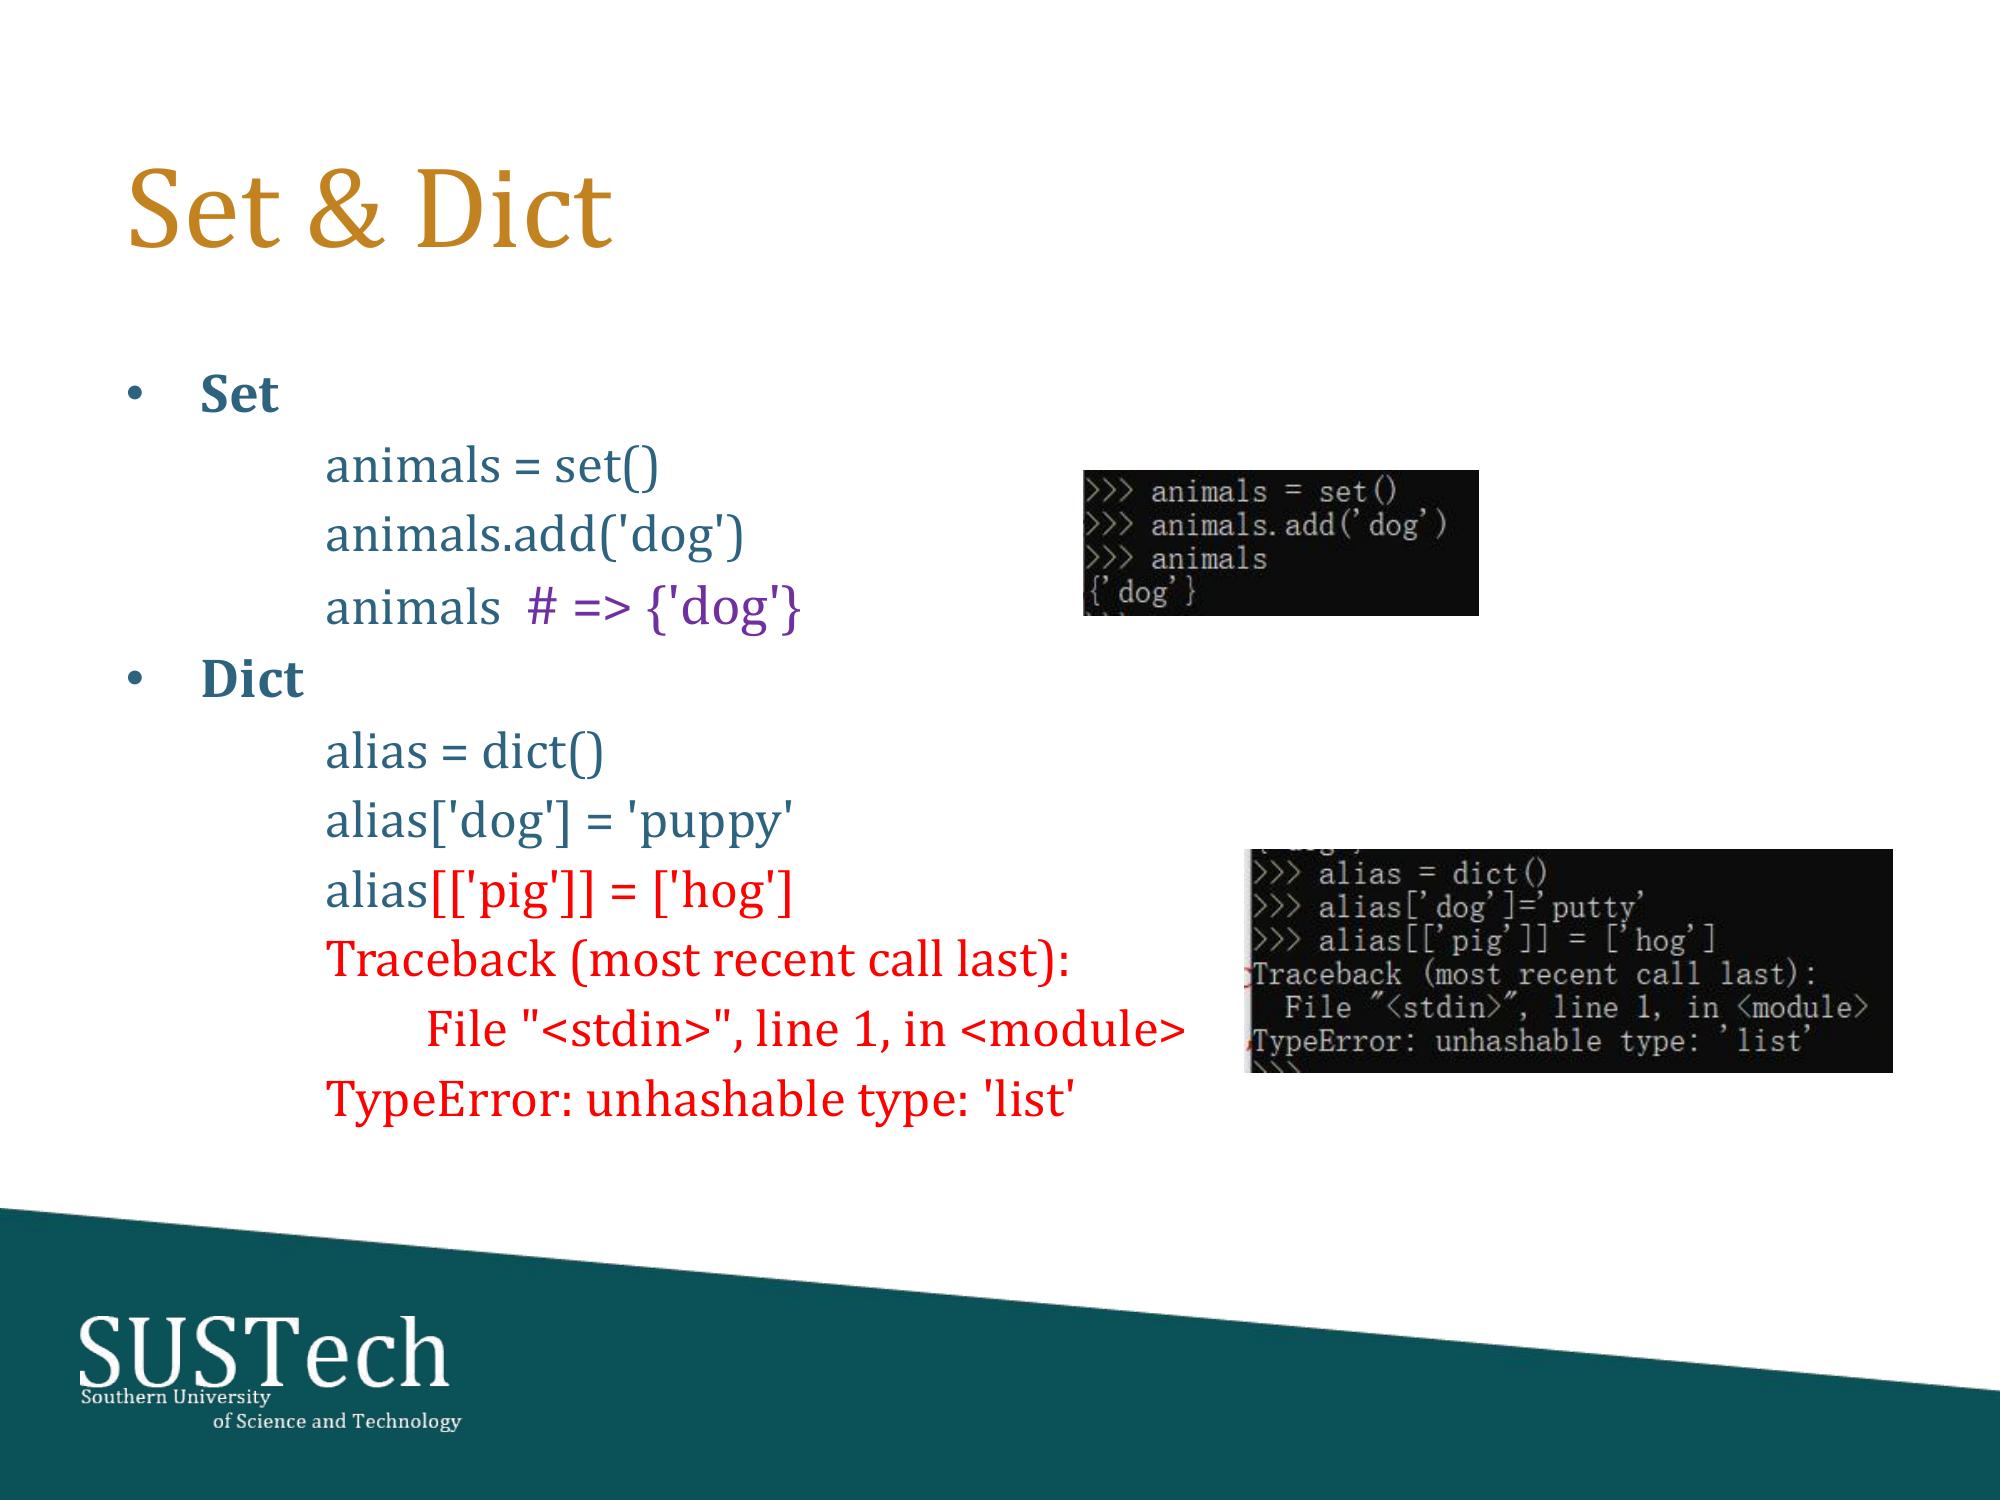 Set & Dict
• Set
animals = set()
animals.add('dog')
animals # => {'dog'}
>>> animals = set()
>>> animals.add('dog')
>>> animals
{'dog'}
• Dict
alias = dict()
alias['dog'] = 'puppy'
alias[['pig']] = ['hog']
Traceback (most recent call last):
File "<stdin>", line 1, in <module>
TypeError: unhashable type: 'list'
>>> alias = dict()
>>> alias['dog']='putty'
>>> alias[['pig']] = ['hog']
Traceback (most recent call last):
File "<stdin>", line 1, in <module>
TypeError: unhashable type: 'list'
SUSTech
Southern University
of Science and Technology